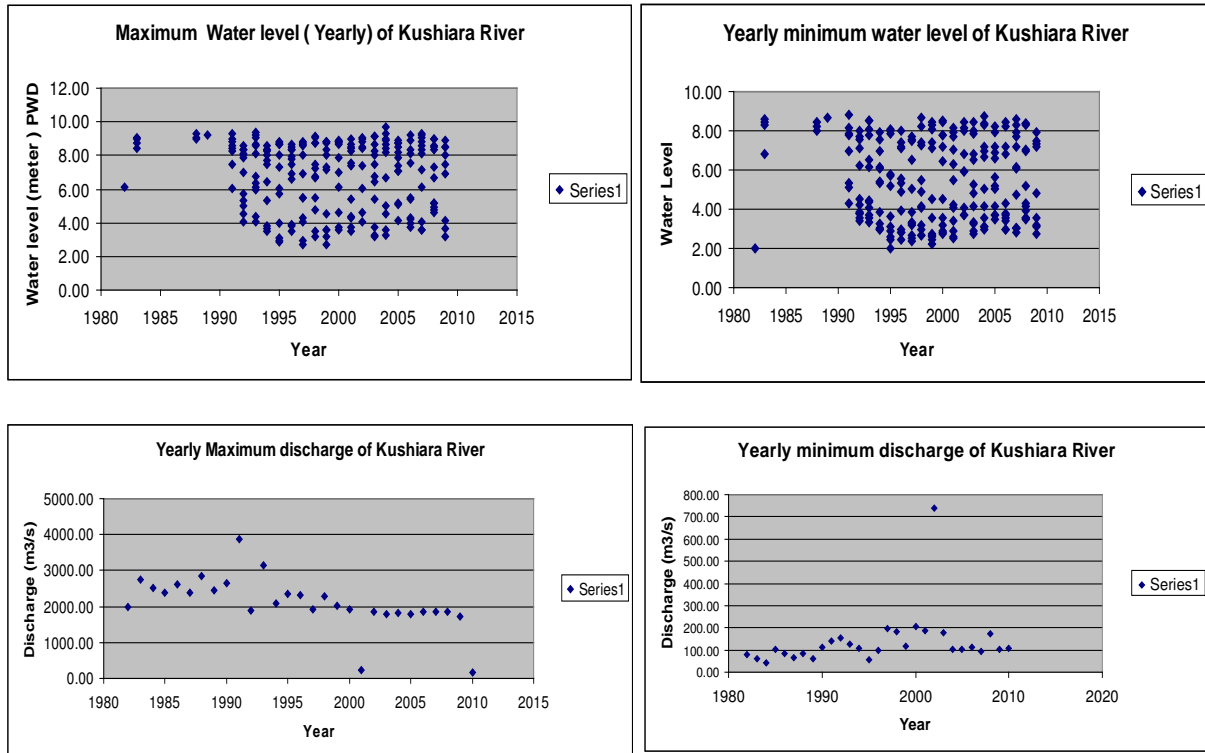 Maximum Water level ( Yearly) of Kushiara River
Water level (meter ) PWD
12.00
10.00
8.00
6.00
4.00
2.00
0.00
1980 1985 1990 1995 2000 2005 2010 2015
Year
Series1
Yearly minimum water level of Kushiara River
Water Level
10.00
8.00
6.00
4.00
2.00
0.00
1980 1985 1990 1995 2000 2005 2010 2015
Year
Series1
Yearly Maximum discharge of Kushiara River
Discharge (m3/s)
5000.00
4000.00
3000.00
2000.00
1000.00
0.00
1980 1985 1990 1995 2000 2005 2010 2015
Year
Series1
Yearly minimum discharge of Kushiara River
Discharge (m3/s)
800.00
700.00
600.00
500.00
400.00
300.00
200.00
100.00
0.00
1980 1990 2000 2010 2020
Year
Series1